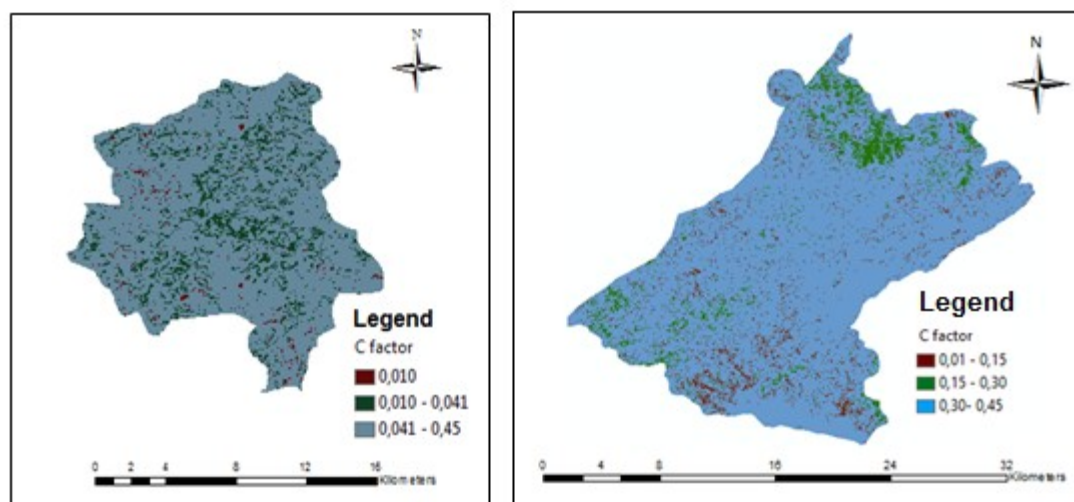 N
Legend
C factor
0,010
0,010 - 0,041
0,041 - 0,45
0 2 4 8 12 16
Kilometers
N
Legend
C factor
0,01 - 0,15
0,15 - 0,30
0,30- 0,45
0 4 8 16 24 32
Kilometers